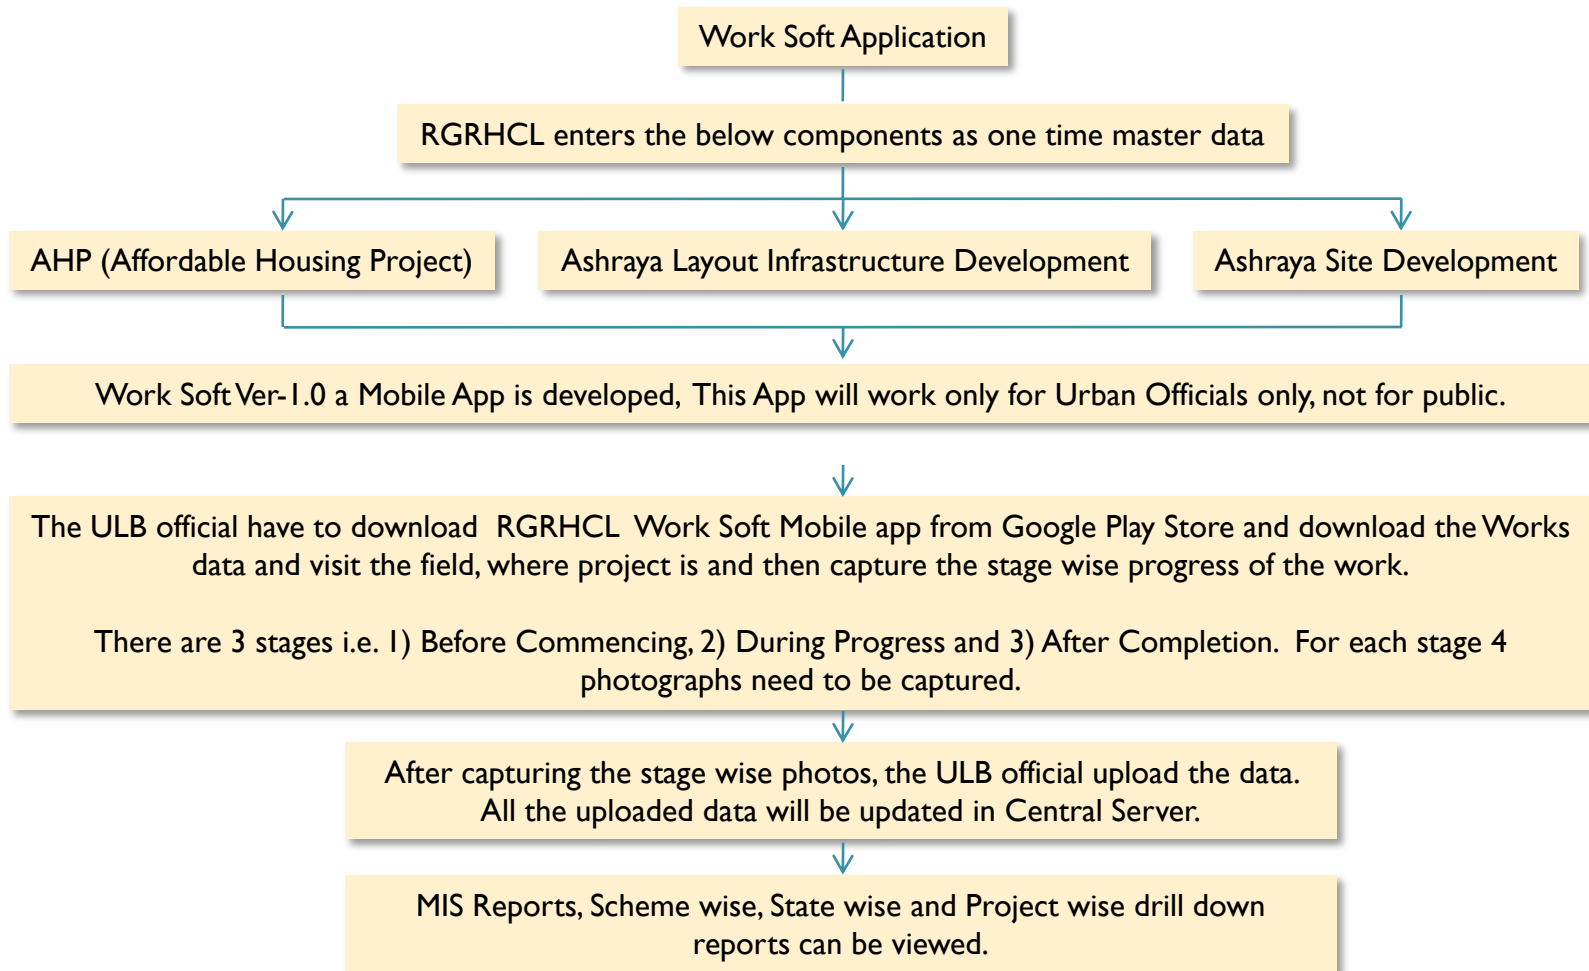 Work Soft Application
RGRHCL enters the below components as one time master data
AHP (Affordable Housing Project)
Ashraya Layout Infrastructure Development
Ashraya Site Development
Work Soft Ver-1.0 a Mobile App is developed, This App will work only for Urban Officials only, not for public.
The ULB official have to download RGRHCL Work Soft Mobile app from Google Play Store and download the Works
data and visit the field, where project is and then capture the stage wise progress of the work.
There are 3 stages i.e. 1) Before Commencing, 2) During Progress and 3) After Completion. For each stage 4
photographs need to be captured.
After capturing the stage wise photos, the ULB official upload the data.
All the uploaded data will be updated in Central Server.
MIS Reports, Scheme wise, State wise and Project wise drill down
reports can be viewed.